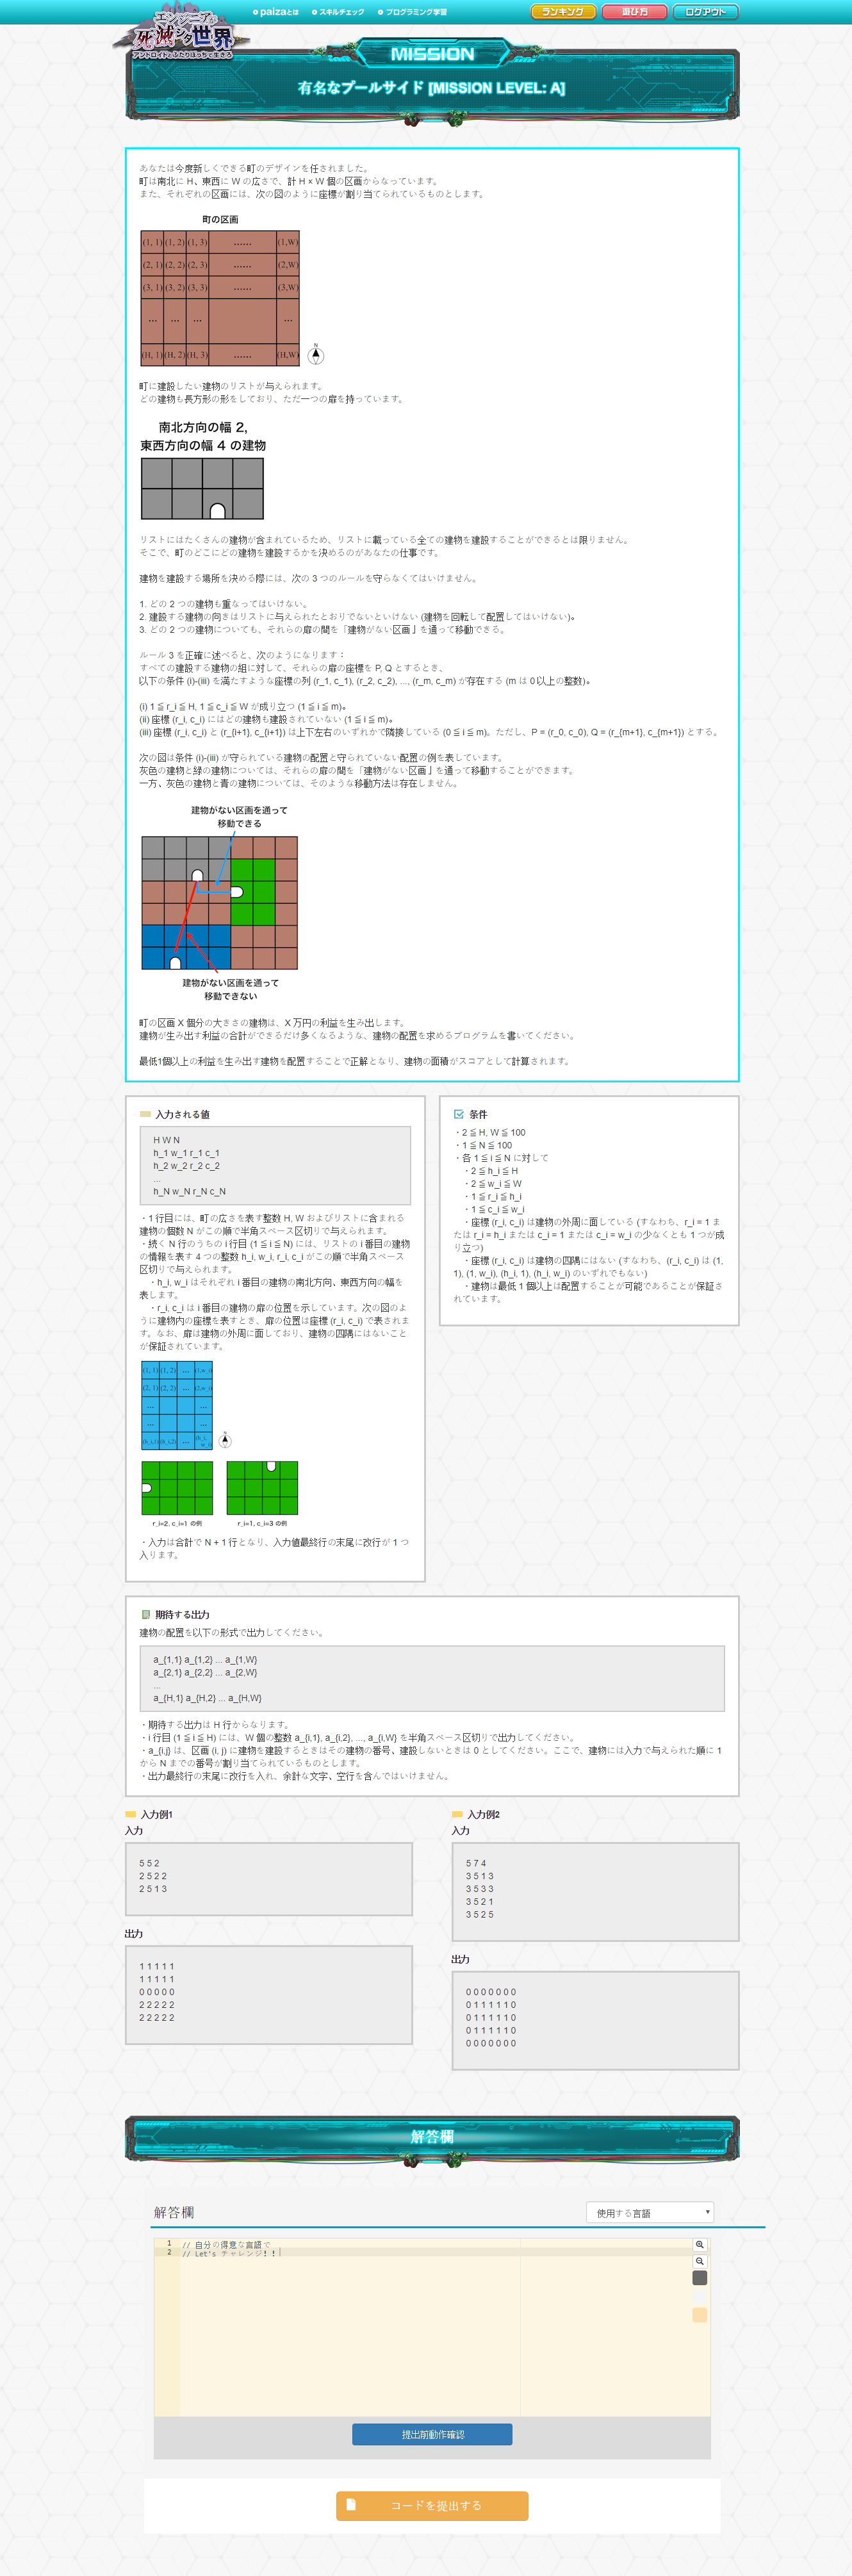 エンジニアが
死滅シタ世界
アンドロイドとふたりぼっちで生きろ
paizaとは
スキルチェック
プログラミング学習
ランキング
遊び方
ログアウト
MISSION
有名なプールサイド [MISSION LEVEL: A]
あなたは今度新しくできる町のデザインを任されました。
町は南北に H、東西に W の広さで、計 H × W 個の区画からなっています。
また、それぞれの区画には、次の図のように座標が割り当てられているものとします。
町の区画
(1, 1) (1, 2) (1, 3) ...... (1,W)
(2, 1) (2, 2) (2, 3) ...... (2,W)
(3, 1) (3, 2) (3, 3) ...... (3,W)
... ... ... ...
(H, 1) (H, 2) (H, 3) ...... (H,W)
N
町に建設したい建物のリストが与えられます。
どの建物も長方形の形をしており、ただ一つの扉を持っています。
南北方向の幅 2,
東西方向の幅 4 の建物
リストにはたくさんの建物が含まれているため、リストに載っている全ての建物を建設することができるとは限りません。
そこで、町のどこにどの建物を建設するかを決めるのがあなたの仕事です。
建物を建設する場所を決める際には、次の 3 つのルールを守らなくてはいけません。
1. どの 2 つの建物も重なってはいけない。
2. 建設する建物の向きはリストに与えられたとおりでないといけない (建物を回転して配置してはいけない)。
3. どの 2 つの建物についても、それらの扉の間を「建物がない区画」を通って移動できる。
ルール 3 を正確に述べると、次のようになります：
すべての建設する建物の組に対して、それらの扉の座標を P, Q とするとき、
以下の条件 (i)-(iii) を満たすような座標の列 (r_1, c_1), (r_2, c_2), ..., (r_m, c_m) が存在する (m は 0 以上の整数)。
(i) 1 ≦ r_i ≦ H, 1 ≦ c_i ≦ W が成り立つ (1 ≦ i ≦ m)。
(ii) 座標 (r_i, c_i) にはどの建物も建設されていない (1 ≦ i ≦ m)。
(iii) 座標 (r_i, c_i) と (r_{i+1}, c_{i+1}) は上下左右のいずれかで隣接している (0 ≦ i ≦ m)。ただし、P = (r_0, c_0), Q = (r_{m+1}, c_{m+1}) とする。
次の図は条件 (i)-(iii) が守られている建物の配置と守られていない配置の例を表しています。
灰色の建物と緑の建物については、それらの扉の間を「建物がない区画」を通って移動することができます。
一方、灰色の建物と青の建物については、そのような移動方法は存在しません。
建物がない区画を通って
移動できる
建物がない区画を通って
移動できない
町の区画 X 個分の大きさの建物は、X 万円の利益を生み出します。
建物が生み出す利益の合計ができるだけ多くなるような、建物の配置を求めるプログラムを書いてください。
最低1個以上の利益を生み出す建物を配置することで正解となり、建物の面積がスコアとして計算されます。
入力される値
H W N
h_1 w_1 r_1 c_1
h_2 w_2 r_2 c_2
...
h_N w_N r_N c_N
・1 行目には、町の広さを表す整数 H, W およびリストに含まれる
建物の個数 N がこの順で半角スペース区切りで与えられます。
・続く N 行のうちの i 行目 (1 ≦ i ≦ N) には、リストの i 番目の建物
の情報を表す 4 つの整数 h_i, w_i, r_i, c_i がこの順で半角スペース
区切りで与えられます。
・h_i, w_i はそれぞれ i 番目の建物の南北方向、東西方向の幅を
表します。
・r_i, c_i は i 番目の建物の扉の位置を示しています。次の図のよ
うに建物内の座標を表すとき、扉の位置は座標 (r_i, c_i) で表されま
す。なお、扉は建物の外周に面しており、建物の四隅にはないこと
が保証されています。
(1, 1) (1, 2) ... (1,w_i)
(2, 1) (2, 2) ... (2,w_i)
... ...
... ...
(h_i,1) (h_i,2) ... (h_i, w_i)
N
r_i=2, c_i=1 の例
r_i=1, c_i=3 の例
・入力は合計で N + 1 行となり、入力値最終行の末尾に改行が 1 つ
入ります。
条件
・2 ≦ H, W ≦ 100
・1 ≦ N ≦ 100
・各 1 ≦ i ≦ N に対して
・2 ≦ h_i ≦ H
・2 ≦ w_i ≦ W
・1 ≦ r_i ≦ h_i
・1 ≦ c_i ≦ w_i
・座標 (r_i, c_i) は建物の外周に面している (すなわち、r_i = 1 ま
たは r_i = h_i または c_i = 1 または c_i = w_i の少なくとも 1 つが成
り立つ)
・座標 (r_i, c_i) は建物の四隅にはない (すなわち、(r_i, c_i) は (1,
1), (1, w_i), (h_i, 1), (h_i, w_i) のいずれでもない)
・建物は最低 1 個以上は配置することが可能であることが保証さ
れています。
期待する出力
建物の配置を以下の形式で出力してください。
a_{1,1} a_{1,2} ... a_{1,W}
a_{2,1} a_{2,2} ... a_{2,W}
...
a_{H,1} a_{H,2} ... a_{H,W}
・期待する出力は H 行からなります。
・i 行目 (1 ≦ i ≦ H) には、W 個の整数 a_{i,1}, a_{i,2}, ..., a_{i,W} を半角スペース区切りで出力してください。
・a_{i,j} は、区画 (i, j) に建物を建設するときはその建物の番号、建設しないときは 0 としてください。ここで、建物には入力で与えられた順に 1
から N までの番号が割り当てられているものとします。
・出力最終行の末尾に改行を入れ、余計な文字、空行を含んではいけません。
入力例1
入力
5 5 2
2 5 2 2
2 5 1 3
出力
1 1 1 1 1
1 1 1 1 1
0 0 0 0 0
2 2 2 2 2
2 2 2 2 2
入力例2
入力
5 7 4
3 5 1 3
3 5 3 3
3 5 2 1
3 5 2 5
出力
0 0 0 0 0 0 0
0 1 1 1 1 1 0
0 1 1 1 1 1 0
0 1 1 1 1 1 0
0 0 0 0 0 0 0
解答欄
解答欄
使用する言語
1 // 自分の得意な言語で
2 // Let's チャレンジ！！
提出前動作確認
コードを提出する